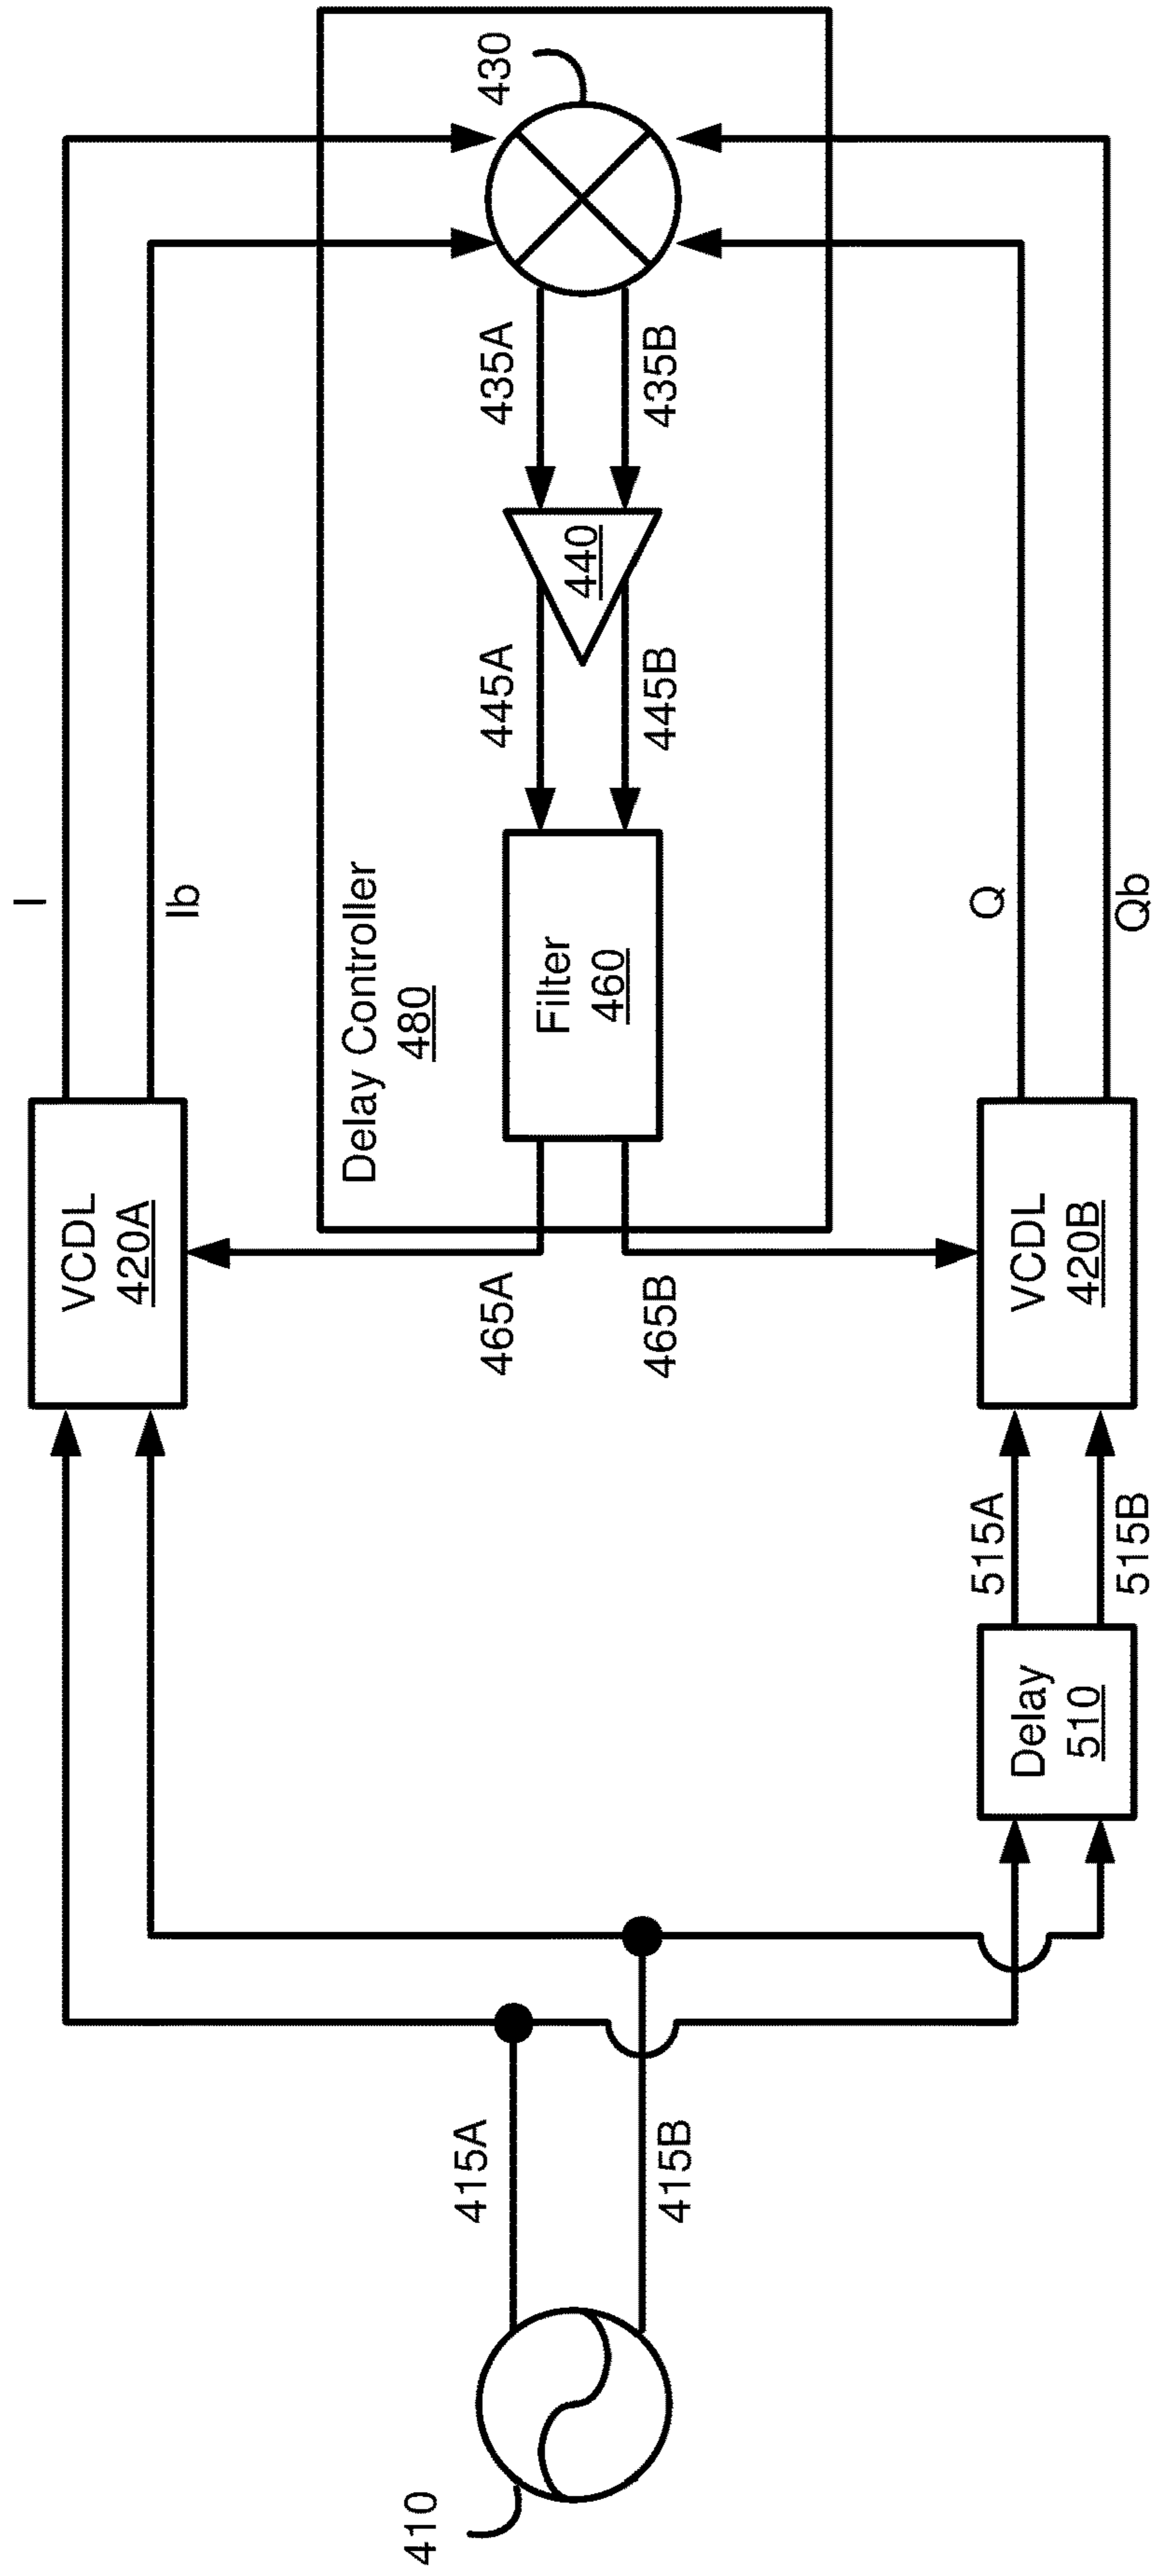 I
Ib
VCDL
420A
430
435A
435B
440
445A
445B
Delay Controller
480
Filter
460
465A
465B
Q
Qb
VCDL
420B
515A
515B
Delay
510
415A
415B
410